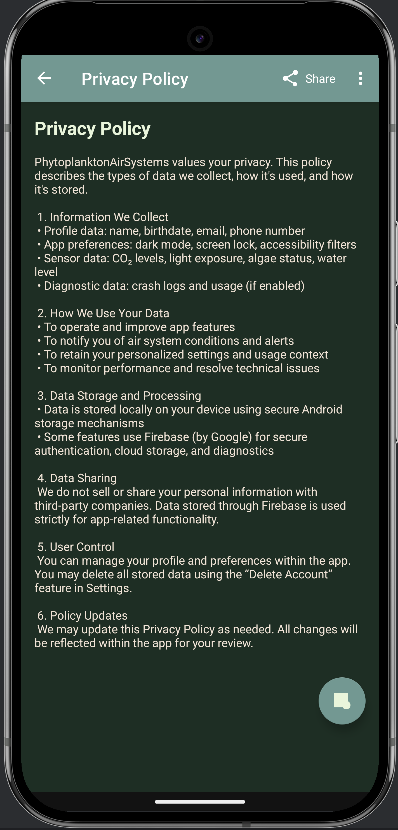 Privacy Policy
Share
Privacy Policy
PhytoplanktonAirSystems values your privacy. This policy
describes the types of data we collect, how it's used, and how
it's stored.
1. Information We Collect
• Profile data: name, birthdate, email, phone number
• App preferences: dark mode, screen lock, accessibility filters
• Sensor data: CO₂ levels, light exposure, algae status, water
level
• Diagnostic data: crash logs and usage (if enabled)
2. How We Use Your Data
• To operate and improve app features
• To notify you of air system conditions and alerts
• To retain your personalized settings and usage context
• To monitor performance and resolve technical issues
3. Data Storage and Processing
• Data is stored locally on your device using secure Android
storage mechanisms
• Some features use Firebase (by Google) for secure
authentication, cloud storage, and diagnostics
4. Data Sharing
We do not sell or share your personal information with
third-party companies. Data stored through Firebase is used
strictly for app-related functionality.
5. User Control
You can manage your profile and preferences within the app.
You may delete all stored data using the “Delete Account”
feature in Settings.
6. Policy Updates
We may update this Privacy Policy as needed. All changes will
be reflected within the app for your review.